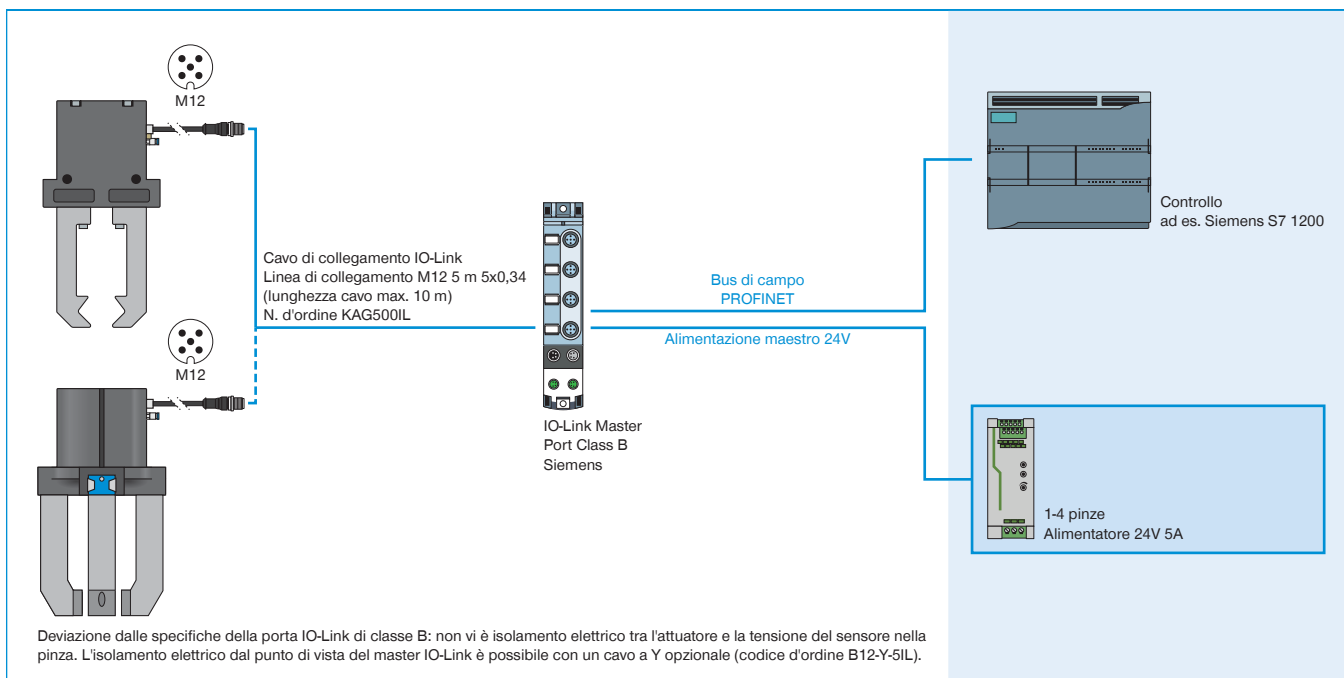 M12
Cavo di collegamento IO-Link
Linea di collegamento M12 5 m 5x0,34
(lunghezza cavo max. 10 m)
N. d'ordine KAG500IL
M12
IO-Link Master
Port Class B
Siemens
Bus di campo
PROFINET
Alimentazione maestro 24V
Controllo
ad es. Siemens S7 1200
1-4 pinze
Alimentatore 24V 5A
Deviazione dalle specifiche della porta IO-Link di classe B: non vi è isolamento elettrico tra l'attuatore e la tensione del sensore nella
pinza. L'isolamento elettrico dal punto di vista del master IO-Link è possibile con un cavo a Y opzionale (codice d'ordine B12-Y-5IL).